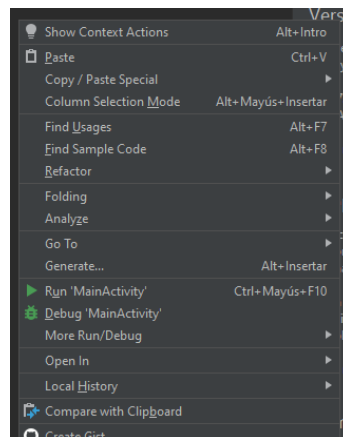 Vers
Show Context Actions Alt+Intro
Paste Ctrl+V
Copy / Paste Special
Column Selection Mode Alt+Mayús+Insertar
Find Usages Alt+F7
Find Sample Code Alt+F8
Refactor
Folding
Analyze
Go To
Generate... Alt+Insertar
Run 'MainActivity' Ctrl+Mayús+F10
Debug 'MainActivity'
More Run/Debug
Open In
Local History
Compare with Clipboard
Create Gist